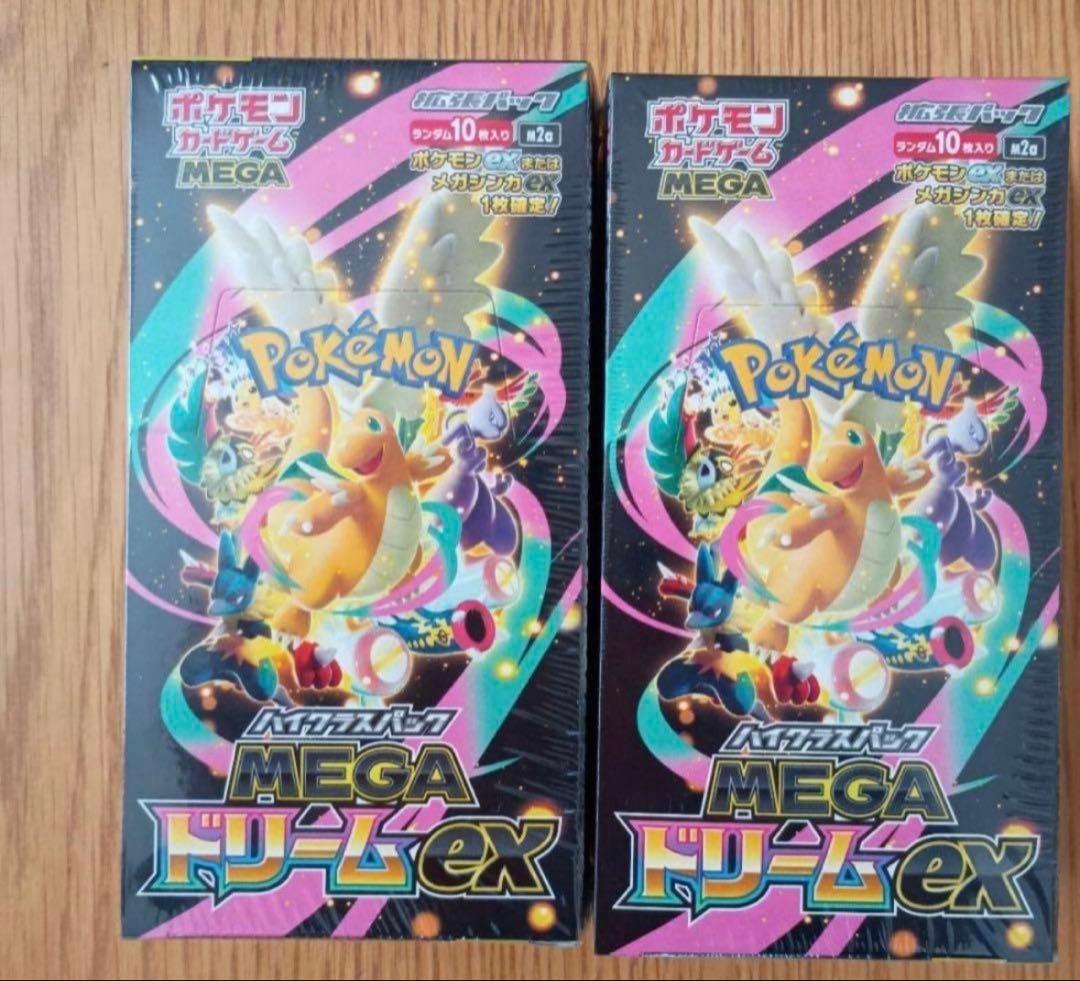 ポケモン
カードゲーム
MEGA
拡張パック
ランダム10枚入り M2a
ポケモンexまたは
メガシンカex
1枚確定!
POKéMON
ハイクラスパック
MEGA
ドリームex
ポケモン
カードゲーム
MEGA
拡張パック
ランダム10枚入り M2a
ポケモンexまたは
メガシンカex
1枚確定!
POKéMON
ハイクラスパック
MEGA
ドリームex